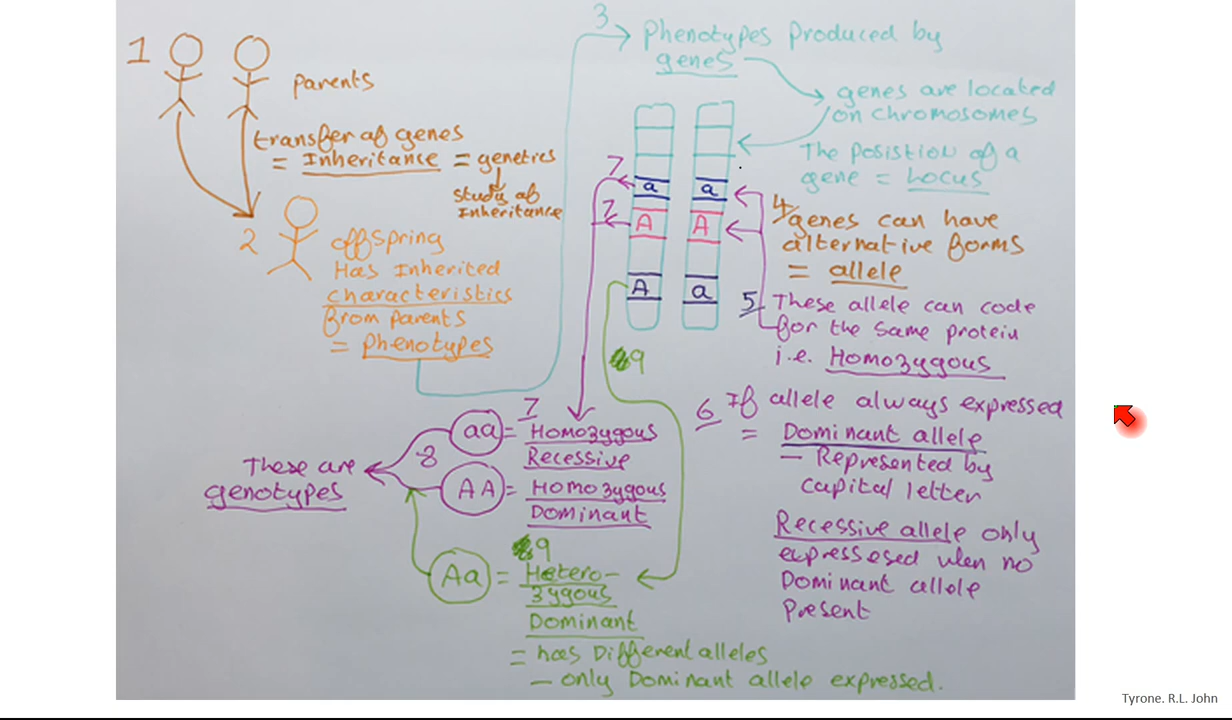 1
parents
transfer of genes
= Inheritance = genetics
study of
Inheritance
2
offspring
Has Inherited
characteristics
from parents
= Phenotypes
3
Phenotypes produced by
genes
genes are located
on chromosomes
The posistion of a
gene = Locus
7
a a
7
A A
A a
4 genes can have
alternative forms
= allele
5 These allele can code
for the same protein
i.e. Homozygous
6 If allele always expressed
= Dominant allele
- Represented by
capital letter
Recessive allele only
expressesed when no
Dominant allele
Present
9
7
aa = Homozygous
Recessive
8
These are
genotypes
AA = Homozygous
Dominant
9
Aa = Hetero-
zygous
Dominant
= has Different alleles
- only Dominant allele expressed.
Tyrone. R.L. John